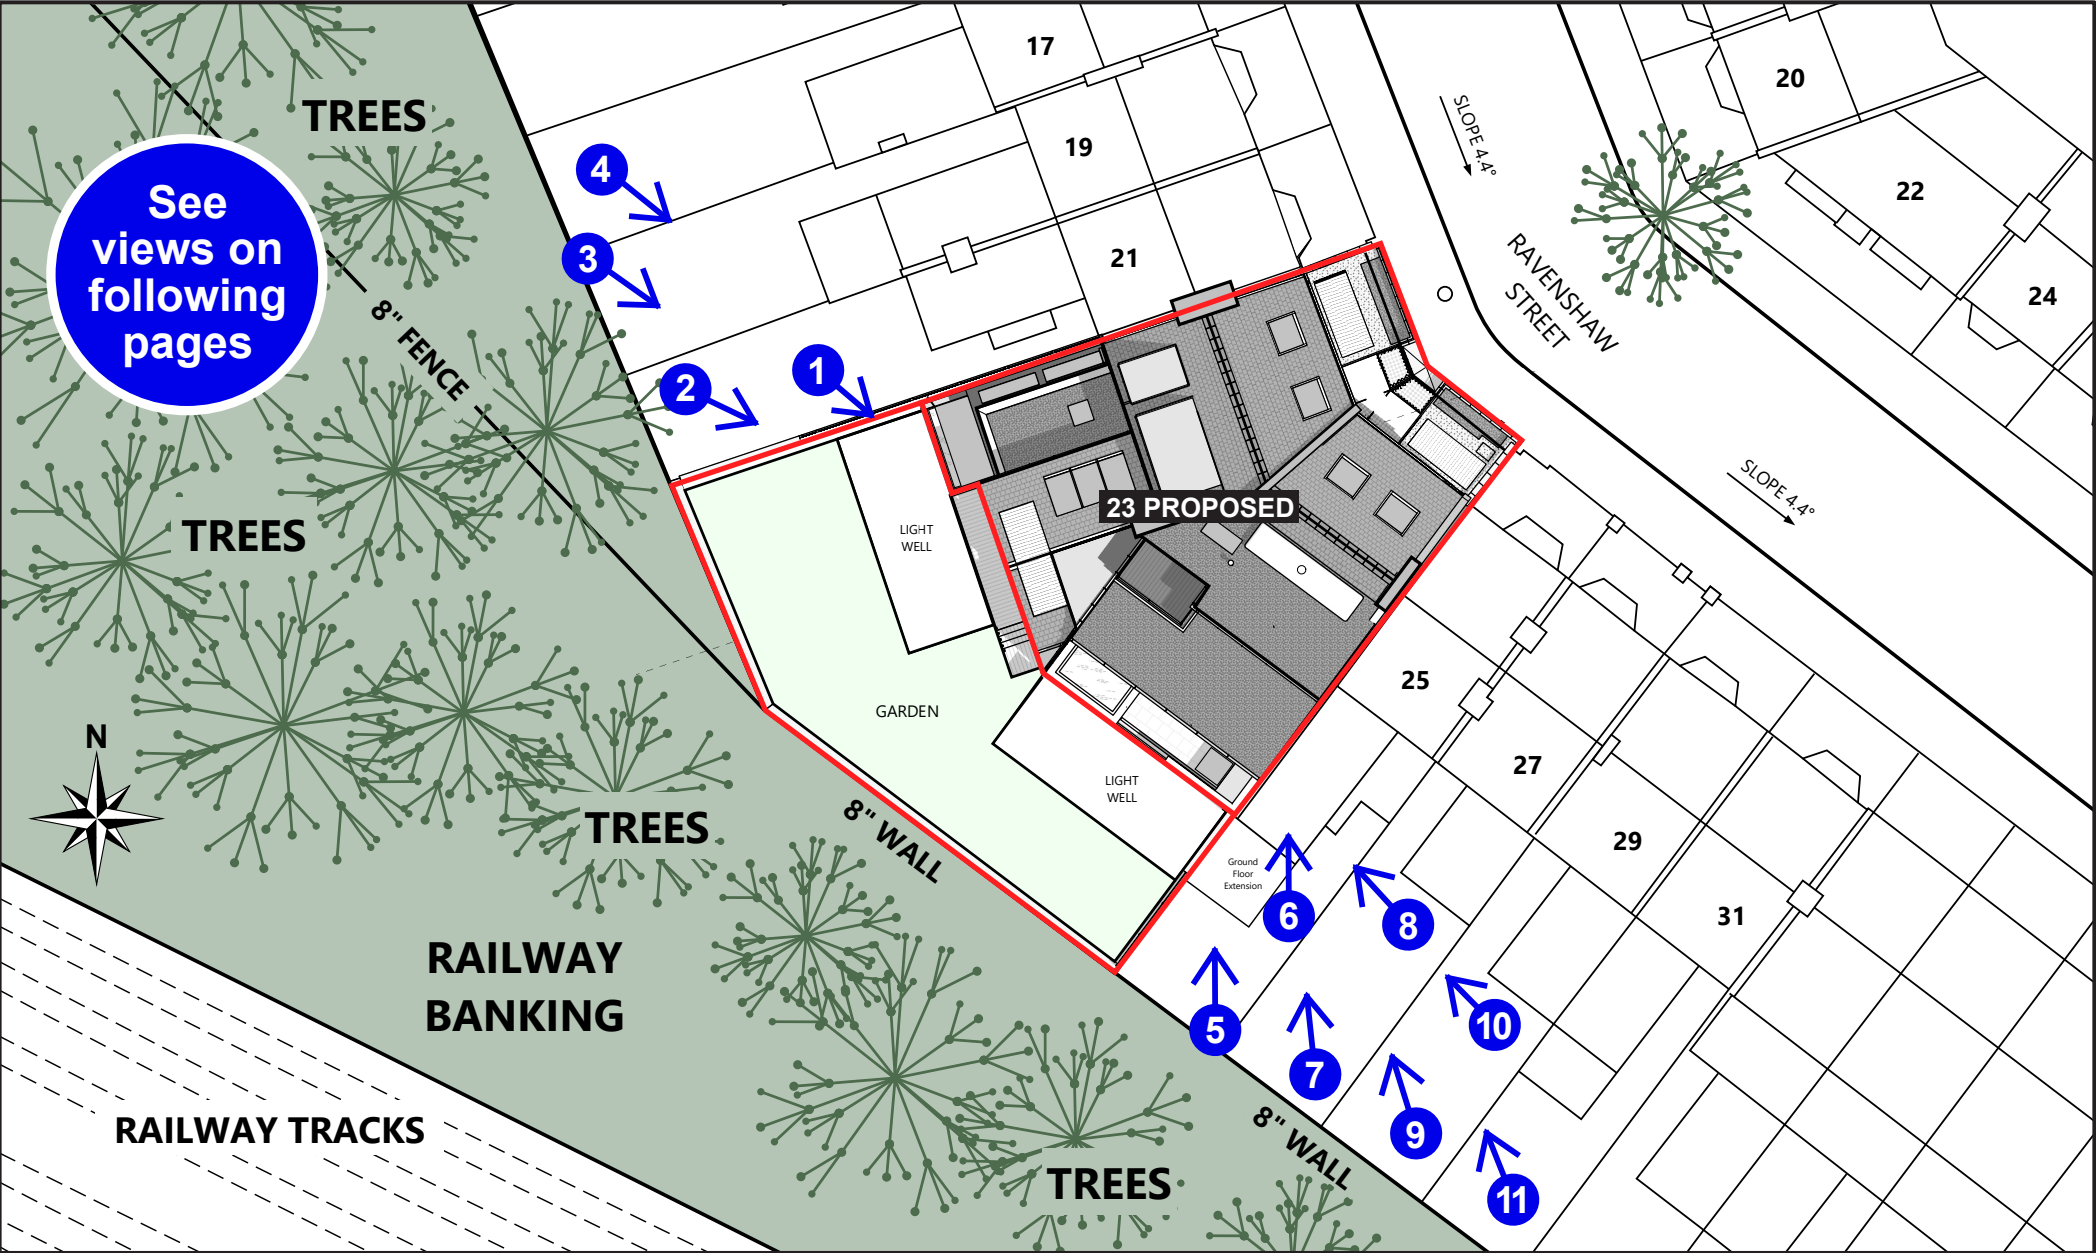 17
20
TREES
SLOPE 4.4°
19
4
22
See
views on
following
pages
3
21
RAVENSHAW
STREET
24
8" FENCE
1
2
SLOPE 4.4°
23 PROPOSED
TREES
LIGHT
WELL
25
GARDEN
N
27
LIGHT
WELL
TREES
8" WALL
29
Ground
Floor
Extension
6
8
31
RAILWAY
BANKING
5
10
7
RAILWAY TRACKS
9
8" WALL
TREES
11